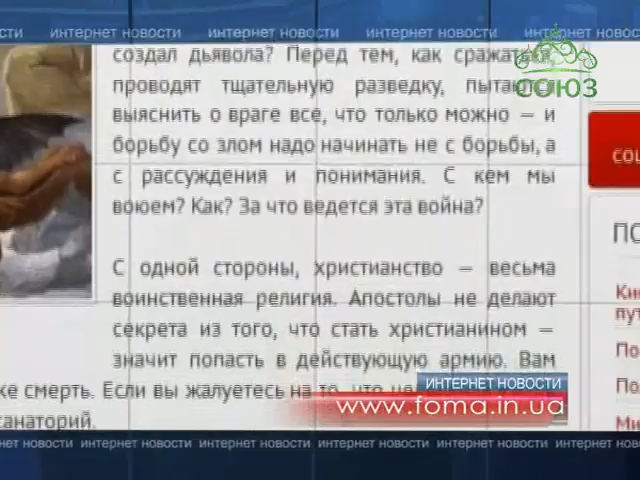 интернет новости интернет новости интернет новости
СОЮЗ
создал дьявола? Перед тем, как сражаться,
проводят тщательную разведку,
выяснить о враге все, что только можно — и
борьбу со злом надо начинать не с борьбы, а
с рассуждения и понимания. С кем мы
воюем? Как? За что ведется эта война?
С одной стороны, христианство — весьма
воинственная религия. Апостолы не делают
секрета из того, что стать христианином —
значит попасть в действующую армию. Вам
же смерть. Если вы жалуетесь на то, что
санаторий.
ИНТЕРНЕТ НОВОСТИ
www.foma.in.ua
интернет новости интернет новости интернет новости интернет новости интернет новости